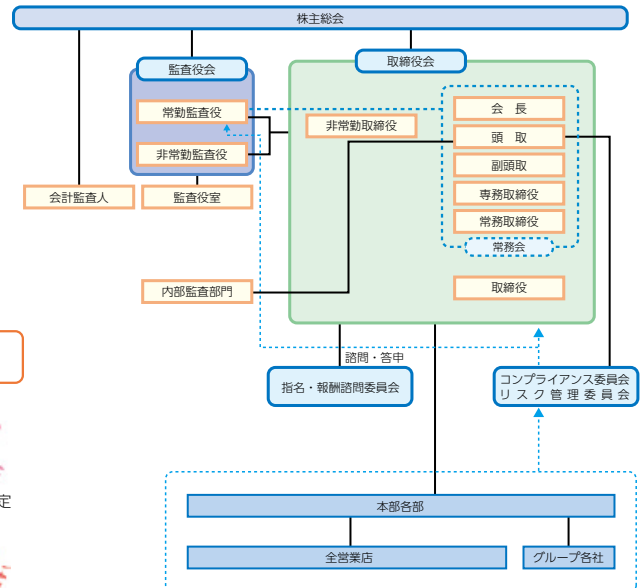 株主総会
監査役会
取締役会
常勤監査役
非常勤監査役
非常勤取締役
会長
頭取
副頭取
専務取締役
常務取締役
常務会
取締役
会計監査人
監査役室
内部監査部門
諮問・答申
指名・報酬諮問委員会
コンプライアンス委員会
リスク管理委員会
定
本部各部
全営業店
グループ各社